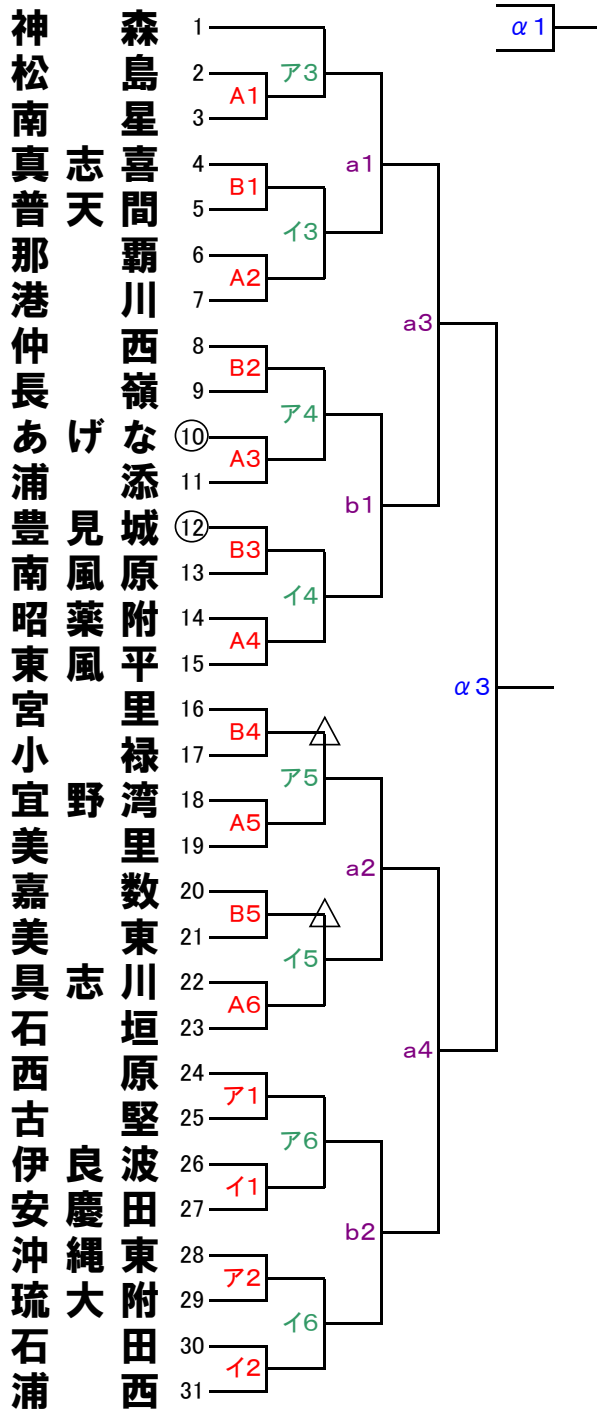 神森 1
松島 2
南星 3
真志喜 4
普天間 5
那覇 6
港川 7
仲西 8
長嶺 9
あげな ⑩
浦添 11
豊見城 ⑫
南風原 13
昭薬附 14
東風平 15
宮里 16
小禄 17
宜野湾 18
美里 19
嘉数 20
美東 21
具志川 22
石垣 23
西原 24
古堅 25
伊良波 26
安慶田 27
沖縄東 28
琉大附 29
石田 30
浦西 31
A1
B1
A2
B2
A3
B3
A4
B4
A5
B5
A6
ア1
イ1
ア2
イ2
ア3
イ3
ア4
イ4
ア5
イ5
ア6
イ6
a1
b1
a2
b2
a3
a4
α1
α3